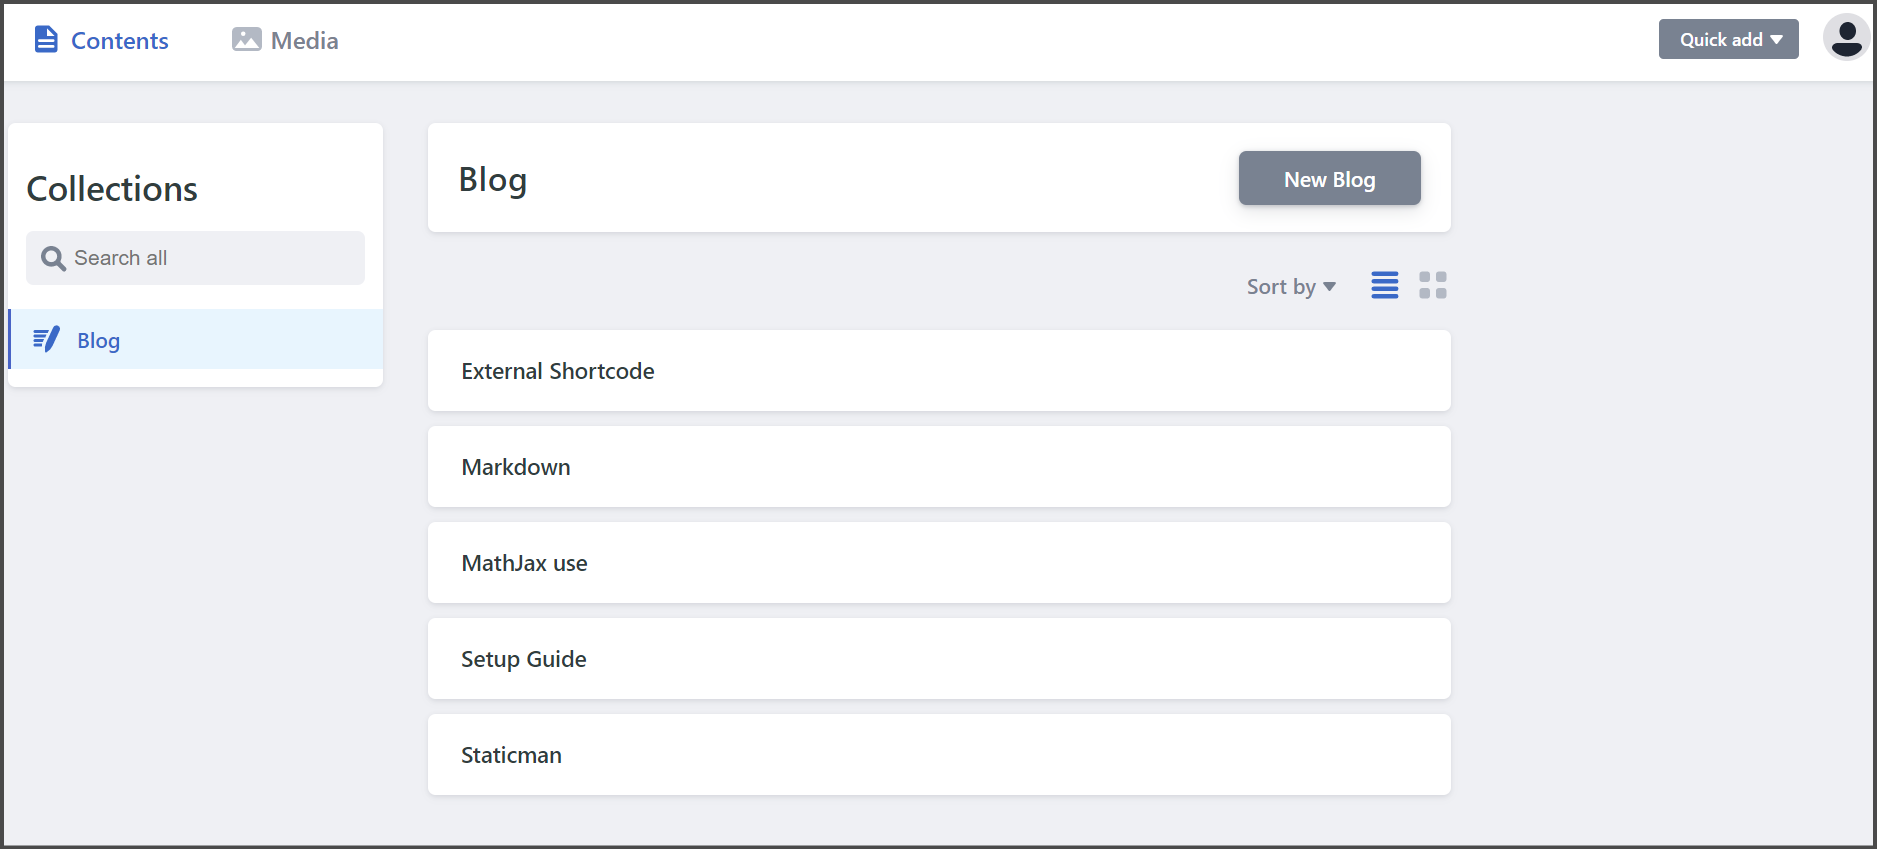 Contents
Media
Quick add
Collections
Search all
Blog
Blog
New Blog
Sort by
External Shortcode
Markdown
MathJax use
Setup Guide
Staticman